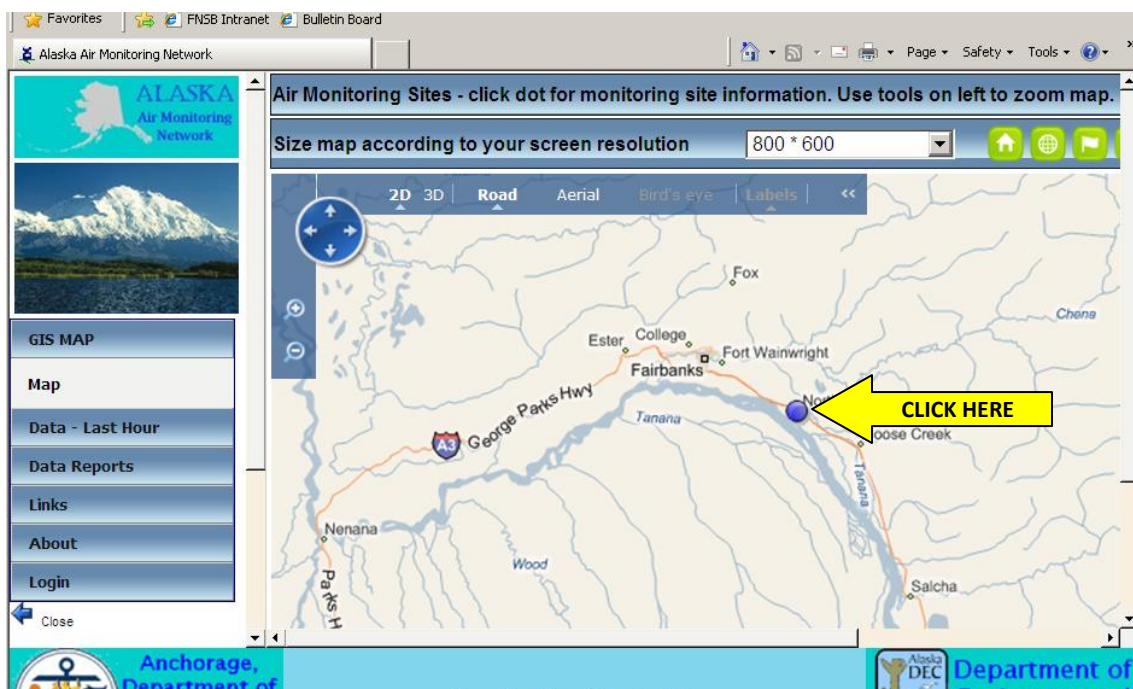 Favorites FNSB Intranet Bulletin Board
Alaska Air Monitoring Network
Page Safety Tools
ALASKA
Air Monitoring
Network
Air Monitoring Sites - click dot for monitoring site information. Use tools on left to zoom map.
Size map according to your screen resolution 800 * 600
2D 3D Road Aerial Bird's eye Labels <<
GIS MAP
Map
Data - Last Hour
Data Reports
Links
About
Login
Close
Fox
Chena
Ester College
Fort Wainwright
Fairbanks
CLICK HERE
George Parks Hwy
A3
Tanana
Creek
Tanana
Nenana
Wood
Salcha
Parks H
Anchorage,
Department of
Alaska
DEC
Department of